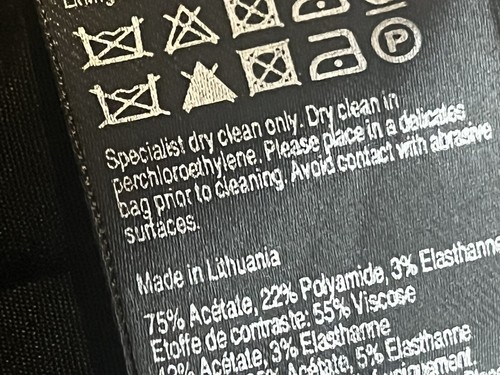 Lining
P
Specialist dry clean only. Dry clean in
perchloroethylene. Please place in a delicates
bag prior to cleaning. Avoid contact with abrasive
surfaces.
Made in Lithuania
75% Acétate, 22% Polyamide, 3% Elasthanne
Etoffe de contraste: 55% Viscose
Acétate, 3% Elasthanne
Acétate, 5% Elasthanne